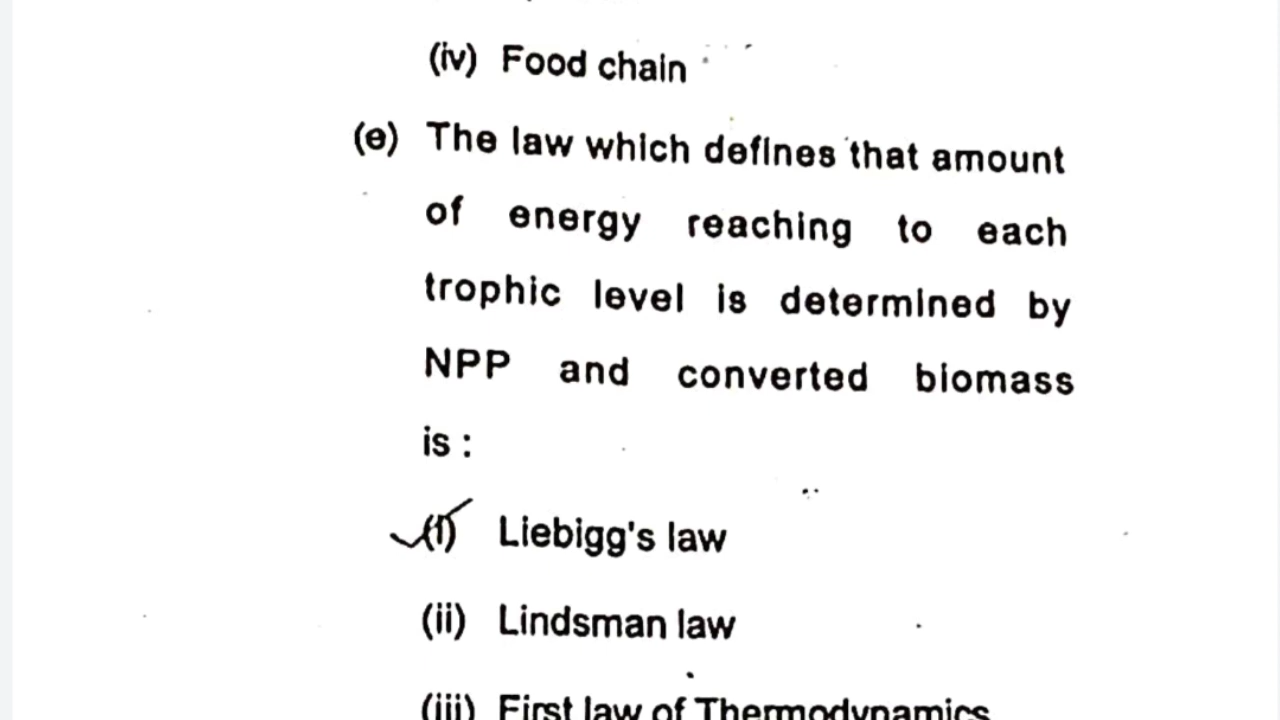 (iv) Food chain
(e) The law which defines that amount
of energy reaching to each
trophic level is determined by
NPP and converted biomass
is :
(i) Liebigg's law
(ii) Lindsman law
(iii) First law of Thermodynamics